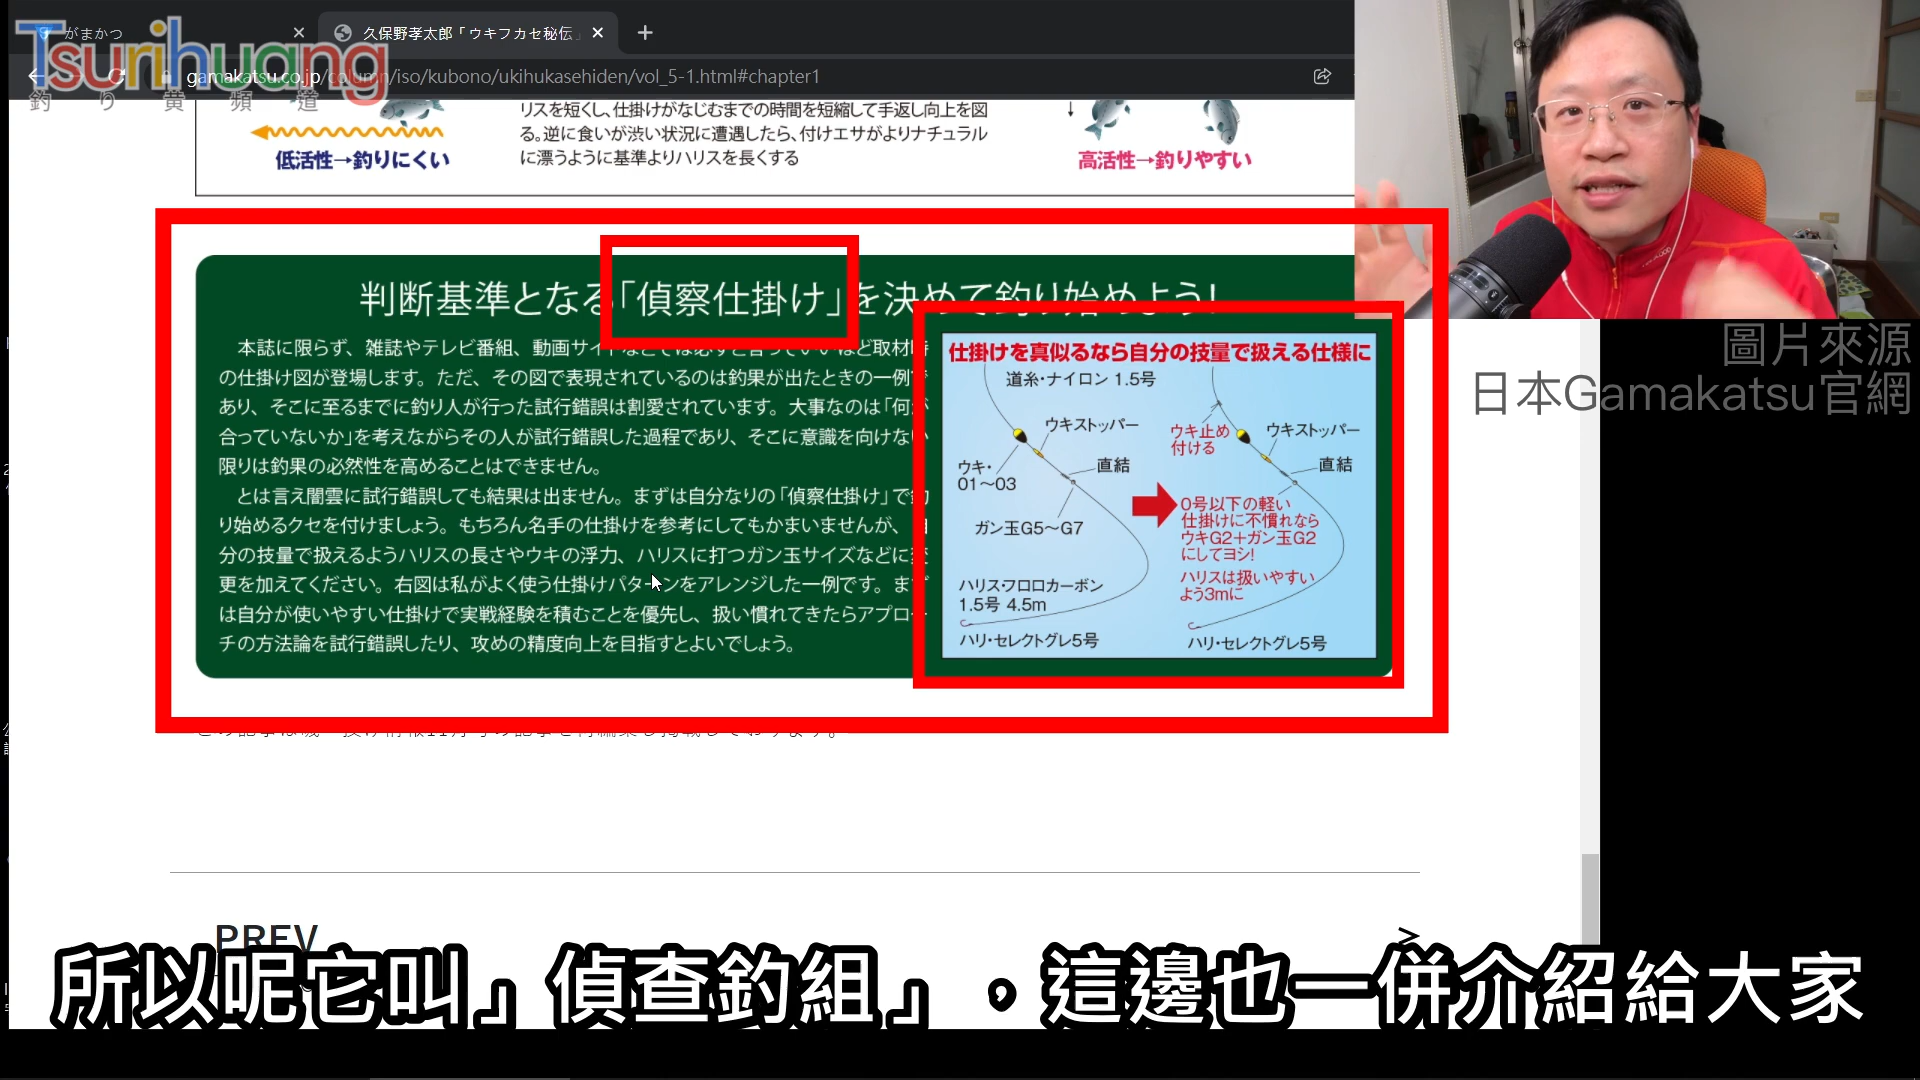 がまかつ
久保野孝太郎「ウキフカセ秘伝」
Tsurihuang
釣り黄頻道
gamakatsu.co.jp/column/iso/kubono/ukihukasehiden/vol_5-1.html#chapter1
リスを短くし、仕掛けがなじむまでの時間を短縮して手返し向上を図
る。逆に食いが渋い状況に遭遇したら、付けエサがよりナチュラル
に漂うように基準よりハリスを長くする
低活性→釣りにくい
高活性→釣りやすい
判断基準となる「偵察仕掛け」を決めて釣り始めよう!
本誌に限らず、雑誌やテレビ番組、動画サイトなどでは必ずと言っていいほど取材時
の仕掛け図が登場します。ただ、その図で表現されているのは釣果が出たときの一例で
あり、そこに至るまでに釣り人が行った試行錯誤は割愛されています。大事なのは「何が
合っていないか」を考えながらその人が試行錯誤した過程であり、そこに意識を向けない
限りは釣果の必然性を高めることはできません。
とは言え闇雲に試行錯誤しても結果は出ません。まずは自分なりの「偵察仕掛け」で釣
り始めるクセを付けましょう。もちろん名手の仕掛けを参考にしてもかまいませんが、自
分の技量で扱えるようハリスの長さやウキの浮力、ハリスに打つガン玉サイズなどに変
更を加えてください。右図は私がよく使う仕掛けパターンをアレンジした一例です。まず
は自分が使いやすい仕掛けで実戦経験を積むことを優先し、扱い慣れてきたらアプロー
チの方法論を試行錯誤したり、攻めの精度向上を目指すとよいでしょう。
仕掛けを真似るなら自分の技量で扱える仕様に
道糸・ナイロン 1.5号
ウキストッパー
ウキ・
01〜03
直結
ガン玉G5〜G7
ハリス・フロロカーボン
1.5号 4.5m
ハリ・セレクトグレ5号
ウキ止め
付ける
ウキストッパー
直結
0号以下の軽い
仕掛けに不慣れなら
ウキG2+ガン玉G2
にしてヨシ!
ハリスは扱いやすい
よう3mに
ハリ・セレクトグレ5号
圖片來源
日本Gamakatsu官網
PREV
>
所以呢它叫」偵查釣組」。這邊也一併介紹給大家